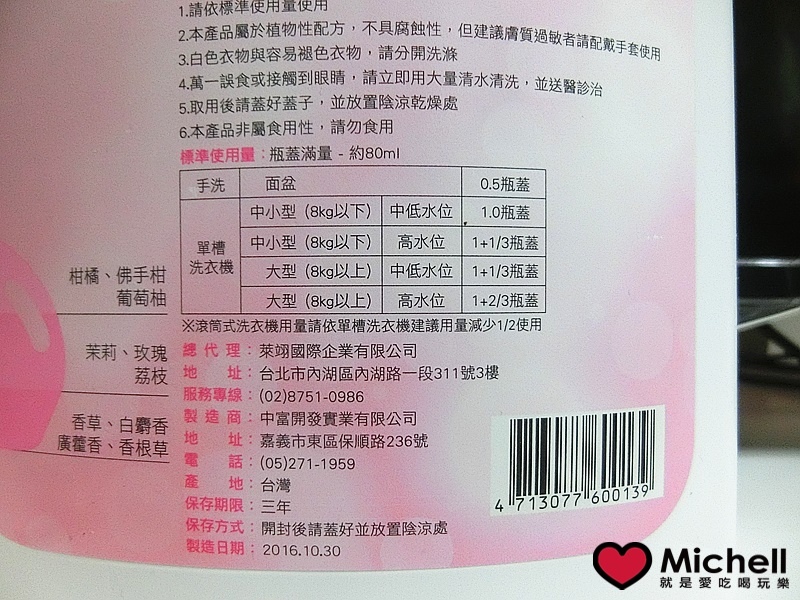 1.請依標準使用量使用
2.本產品屬於植物性配方，不具腐蝕性，但建議膚質過敏者請配戴手套使用
3.白色衣物與容易褪色衣物，請分開洗滌
4.萬一誤食或接觸到眼睛，請立即用大量清水清洗，並送醫診治
5.取用後請蓋好蓋子，並放置陰涼乾燥處
6.本產品非屬食用性，請勿食用
標準使用量：瓶蓋滿量 - 約80ml
手洗 面盆 0.5瓶蓋
單槽洗衣機 中小型（8kg以下） 中低水位 1.0瓶蓋
中小型（8kg以下） 高水位 1+1/3瓶蓋
大型（8kg以上） 中低水位 1+1/3瓶蓋
大型（8kg以上） 高水位 1+2/3瓶蓋
※滾筒式洗衣機用量請依單槽洗衣機建議用量減少1/2使用
柑橘、佛手柑
葡萄柚
茉莉、玫瑰
荔枝
香草、白麝香
廣藿香、香根草
總代理：萊翊國際企業有限公司
地址：台北市內湖區內湖路一段311號3樓
服務專線：(02)8751-0986
製造商：中富開發實業有限公司
地址：嘉義市東區保順路236號
電話：(05)271-1959
產地：台灣
保存期限：三年
保存方式：開封後請蓋好並放置陰涼處
製造日期：2016.10.30
4 713077 600139
Michell
就是愛吃喝玩樂